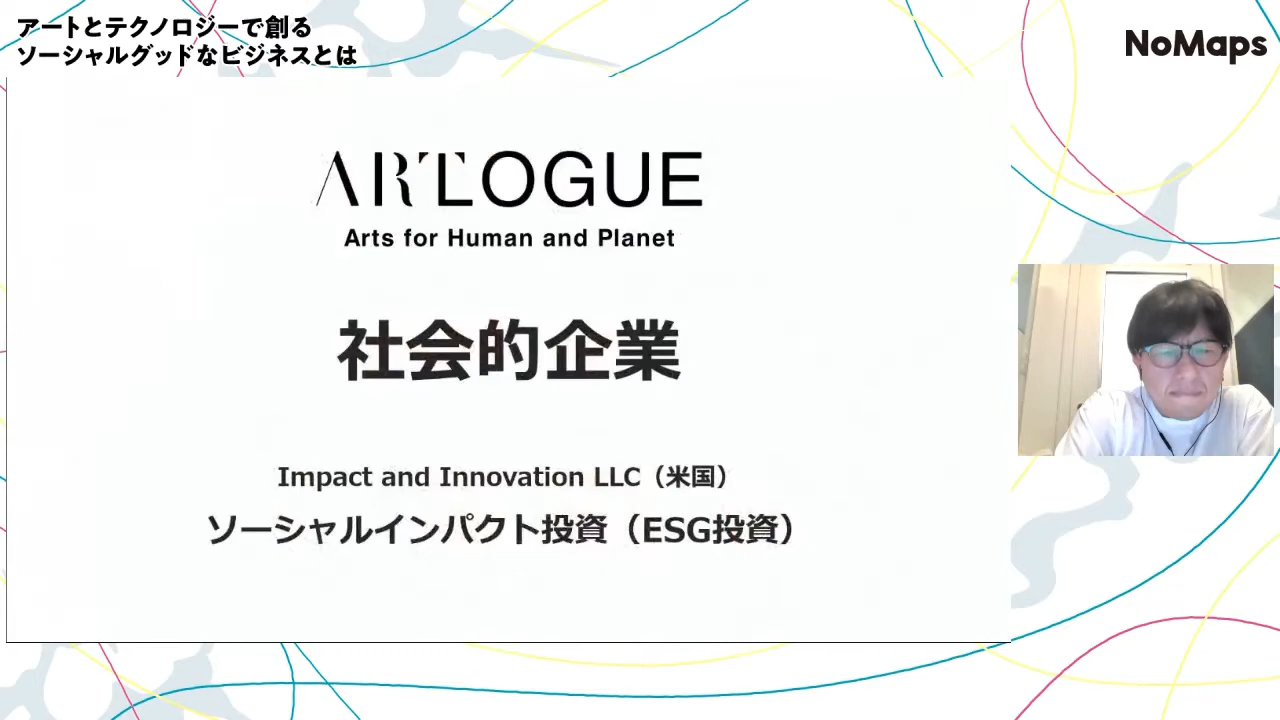 アートとテクノロジーで創る
ソーシャルグッドなビジネスとは
NoMaps
ARTLOGUE
Arts for Human and Planet
社会的企業
Impact and Innovation LLC（米国）
ソーシャルインパクト投資（ESG投資）